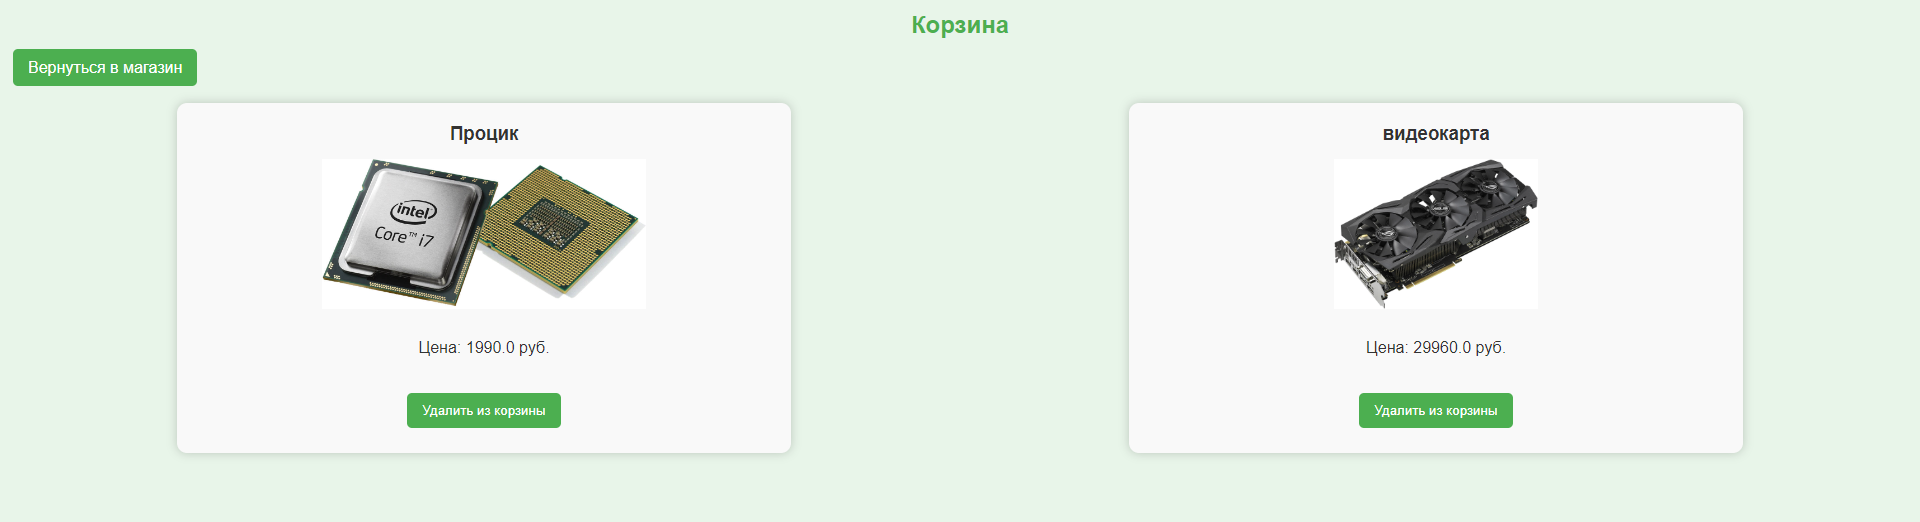 Корзина
Вернуться в магазин
Процик
intel
Core™ i7
Цена: 1990.0 руб.
Удалить из корзины
видеокарта
Цена: 29960.0 руб.
Удалить из корзины